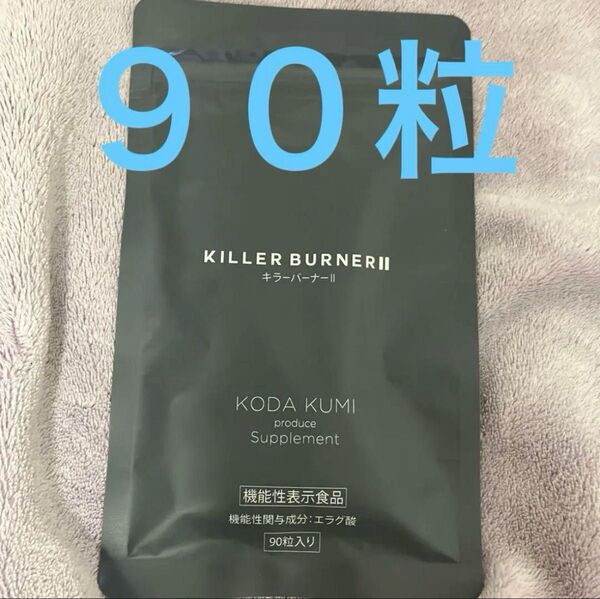 ９０粒
KILLER BURNERⅡ
キラーバーナーⅡ
KODA KUMI
produce
Supplement
機能性表示食品
機能性関与成分：エラグ酸
90粒入り